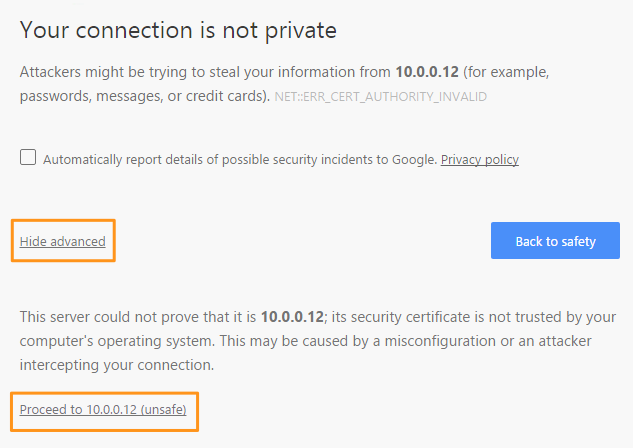 Your connection is not private
Attackers might be trying to steal your information from 10.0.0.12 (for example,
passwords, messages, or credit cards). NET::ERR_CERT_AUTHORITY_INVALID
Automatically report details of possible security incidents to Google. Privacy policy
Hide advanced
Back to safety
This server could not prove that it is 10.0.0.12; its security certificate is not trusted by your
computer's operating system. This may be caused by a misconfiguration or an attacker
intercepting your connection.
Proceed to 10.0.0.12 (unsafe)